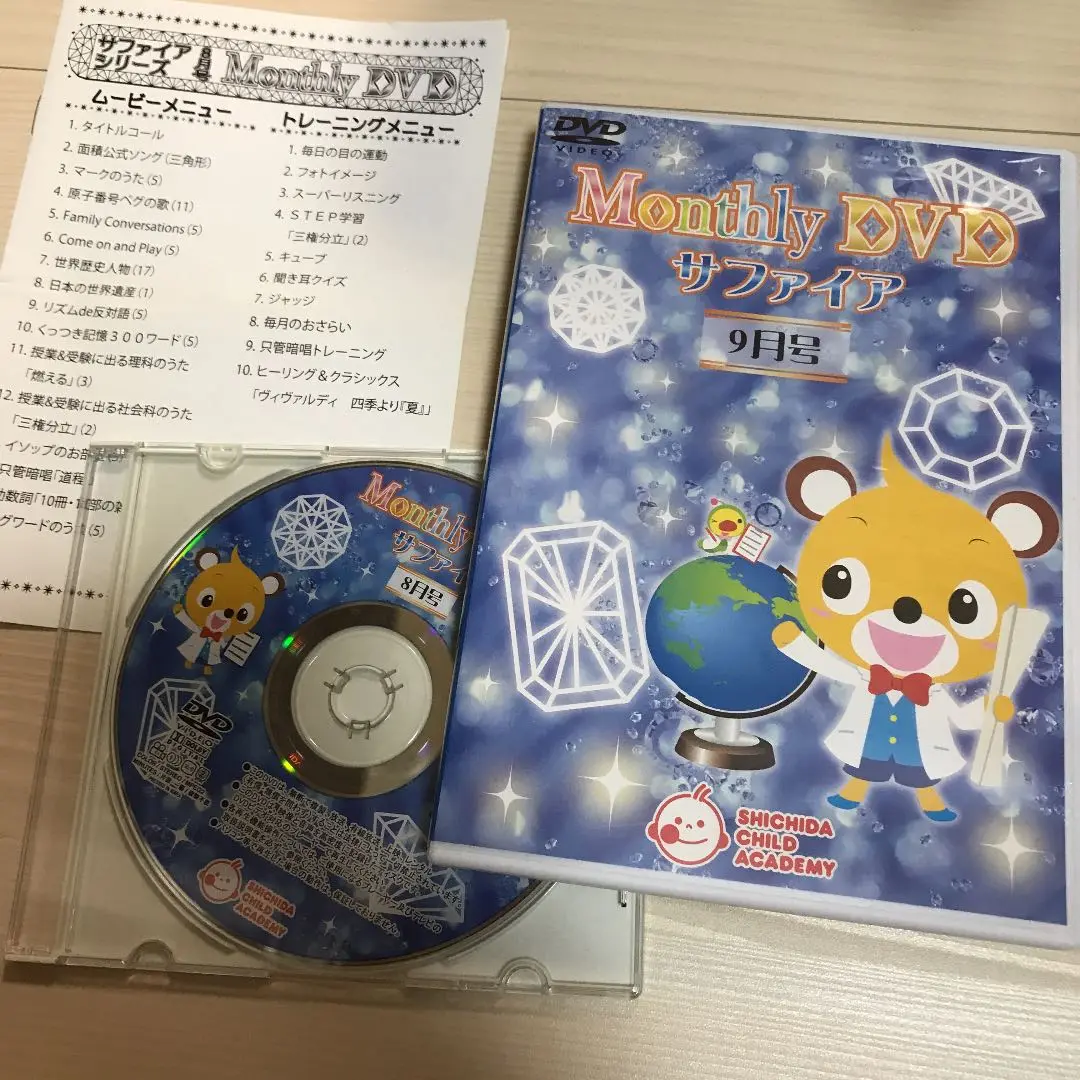 サファイア
シリーズ
8月号
Monthly DVD
ムービーメニュー
1. タイトルコール
2. 面積公式ソング(三角形)
3. マークのうた(5)
4. 原子番号ペグの歌(11)
5. Family Conversations(5)
6. Come on and Play(5)
7. 世界歴史人物(17)
8. 日本の世界遺産(1)
9. リズムde反対語(5)
10. くっつき記憶300ワード(5)
11. 授業&受験に出る理科のうた
「燃える」(3)
12. 授業&受験に出る社会科のうた
「三権分立」(2)
イソップのお部
只管暗唱「道程
助数詞「10冊・
グワードのうた(5)
トレーニングメニュー
1. 毎日の目の運動
2. フォトイメージ
3. スーパーリスニング
4. STEP学習
「三権分立」(2)
5. キューブ
6. 聞き耳クイズ
7. ジャッジ
8. 毎月のおさらい
9. 只管暗唱トレーニング
10. ヒーリング&クラシックス
「ヴィヴァルディ 四季より『夏』」
DVD
VIDEO
Monthly DVD
サファイア
9月号
SHICHIDA
CHILD
ACADEMY
Monthly
サファイ
8月号
DVD
SHICHIDA
CHILD
ACADEMY